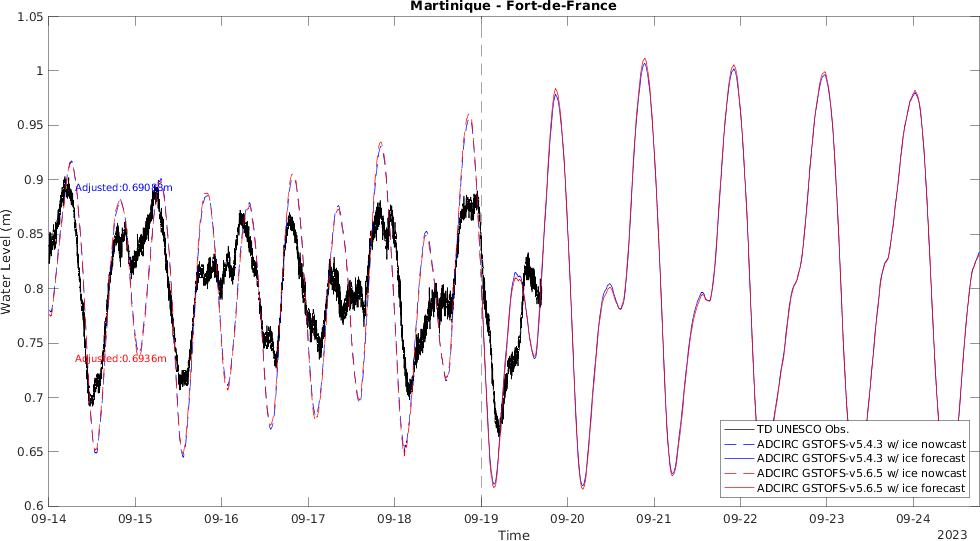 Martinique - Fort-de-France
1.05
1
0.95
0.9
0.85
0.8
0.75
0.7
0.65
0.6
Water Level (m)
Adjusted:0.6936m
TD UNESCO Obs.
ADCIRC GSTOFS-v5.4.3 w/ ice nowcast
ADCIRC GSTOFS-v5.4.3 w/ ice forecast
ADCIRC GSTOFS-v5.6.5 w/ ice nowcast
ADCIRC GSTOFS-v5.6.5 w/ ice forecast
09-14 09-15 09-16 09-17 09-18 09-19 09-20 09-21 09-22 09-23 09-24
Time
2023